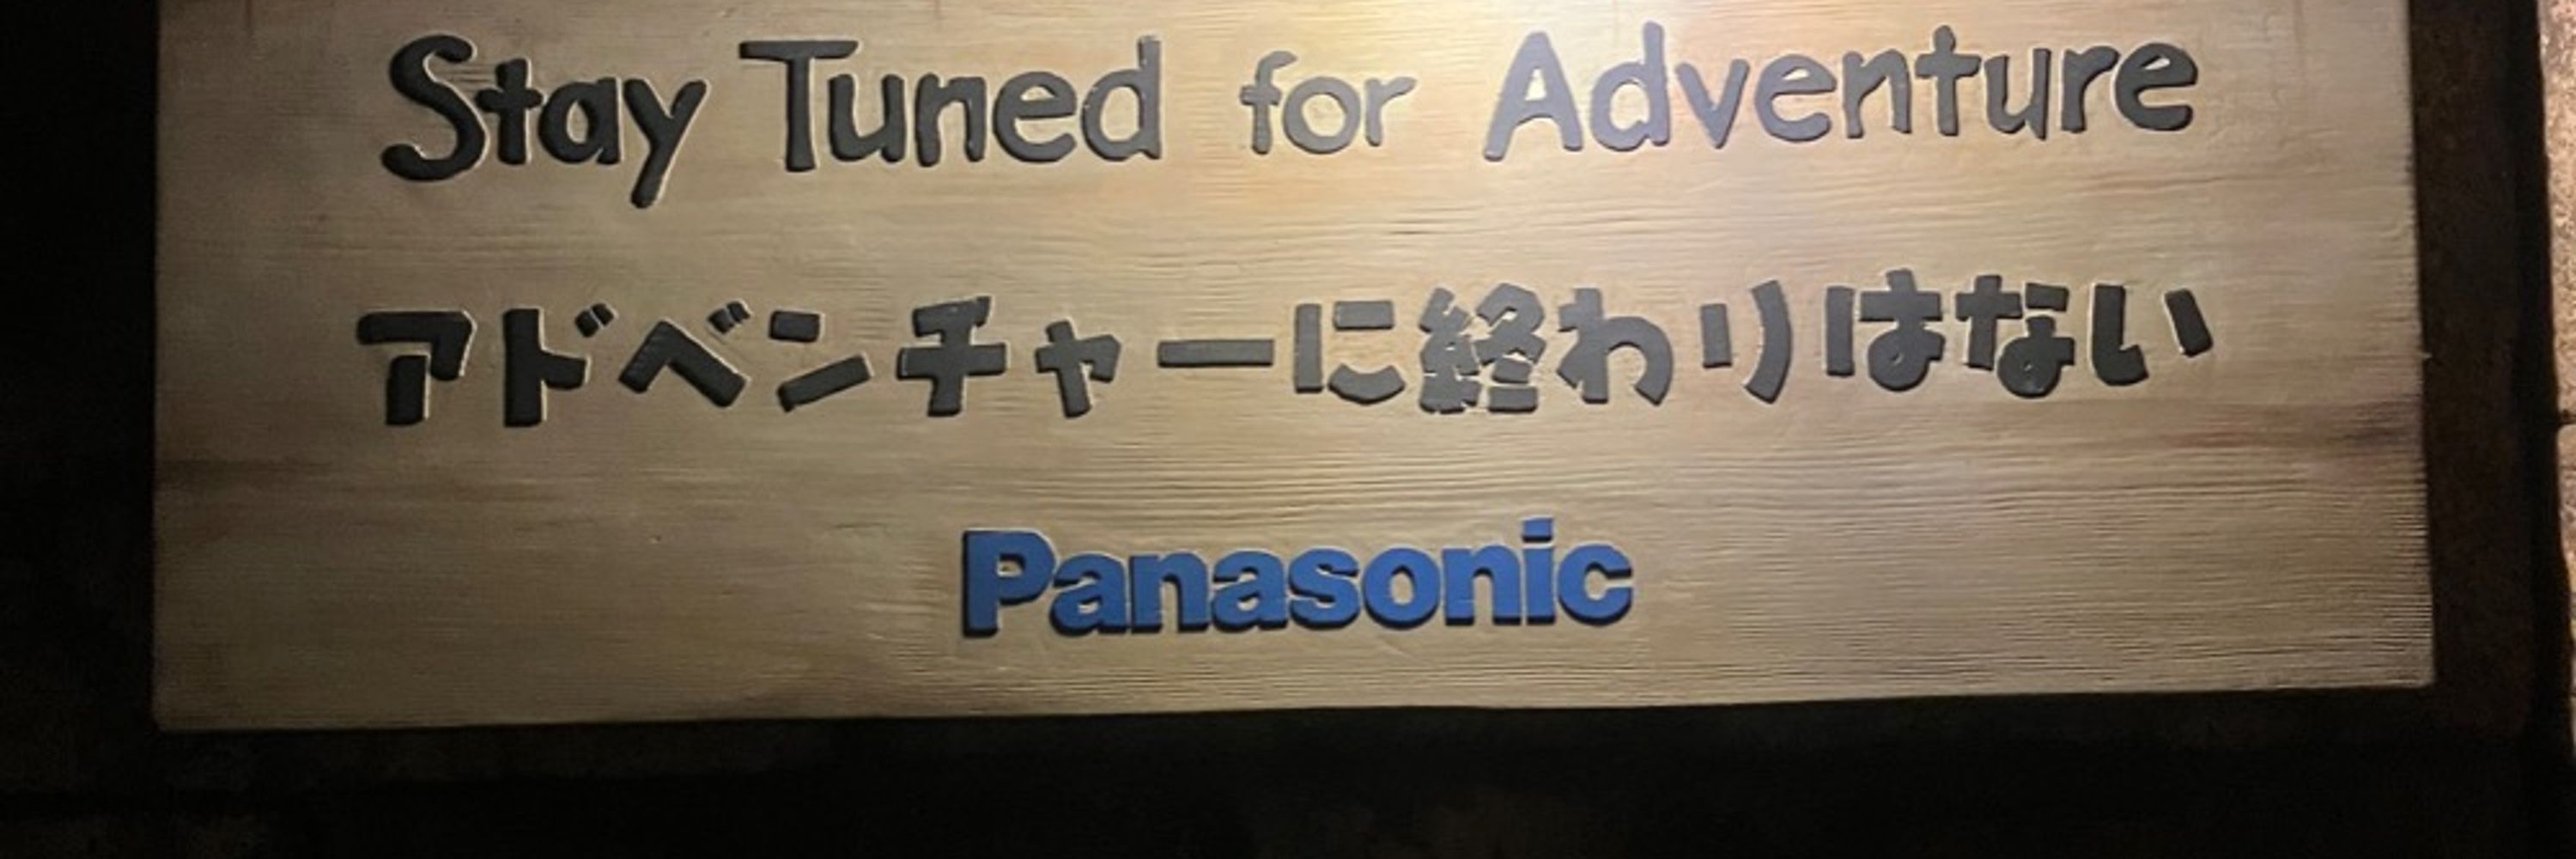 Stay Tuned for Adventure
アドベンチャーに終わりはない
Panasonic